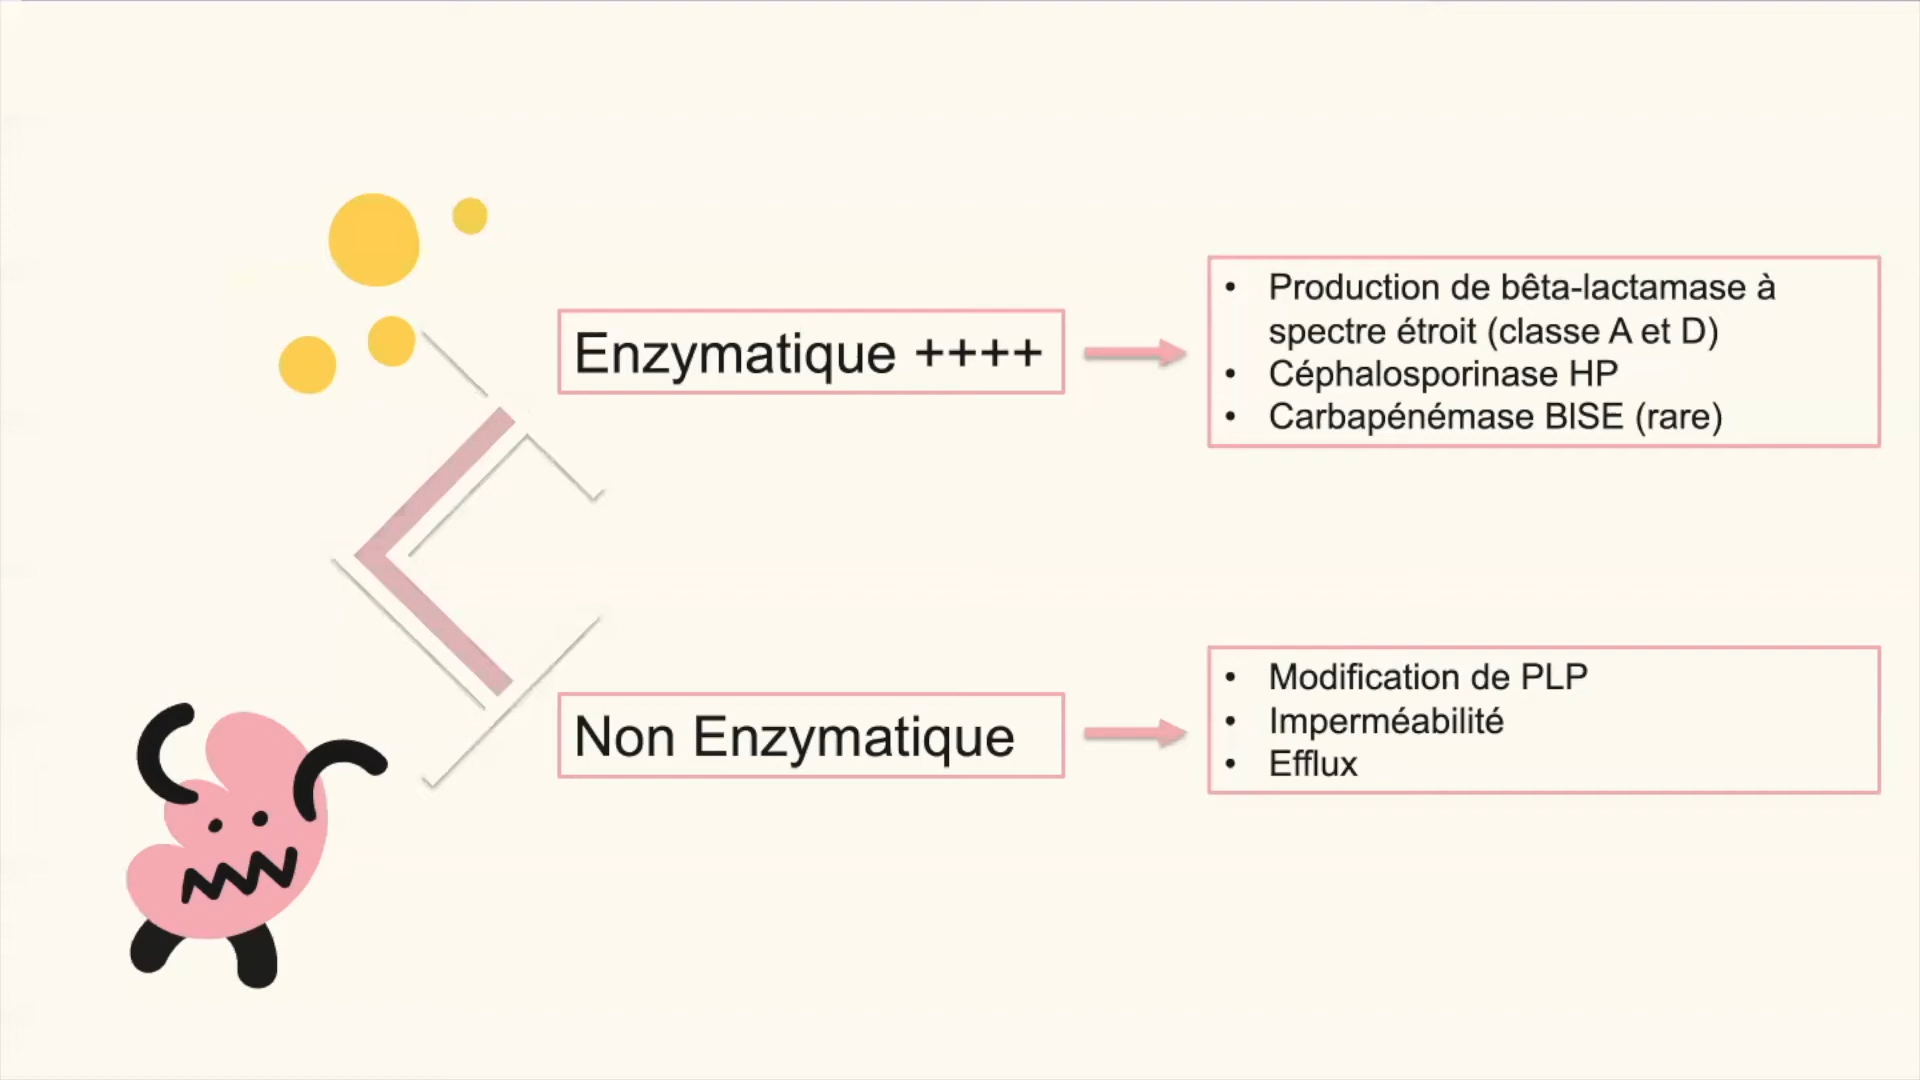 Enzymatique ++++
• Production de bêta-lactamase à
spectre étroit (classe A et D)
• Céphalosporinase HP
• Carbapénémase BlSE (rare)
Non Enzymatique
• Modification de PLP
• Imperméabilité
• Efflux